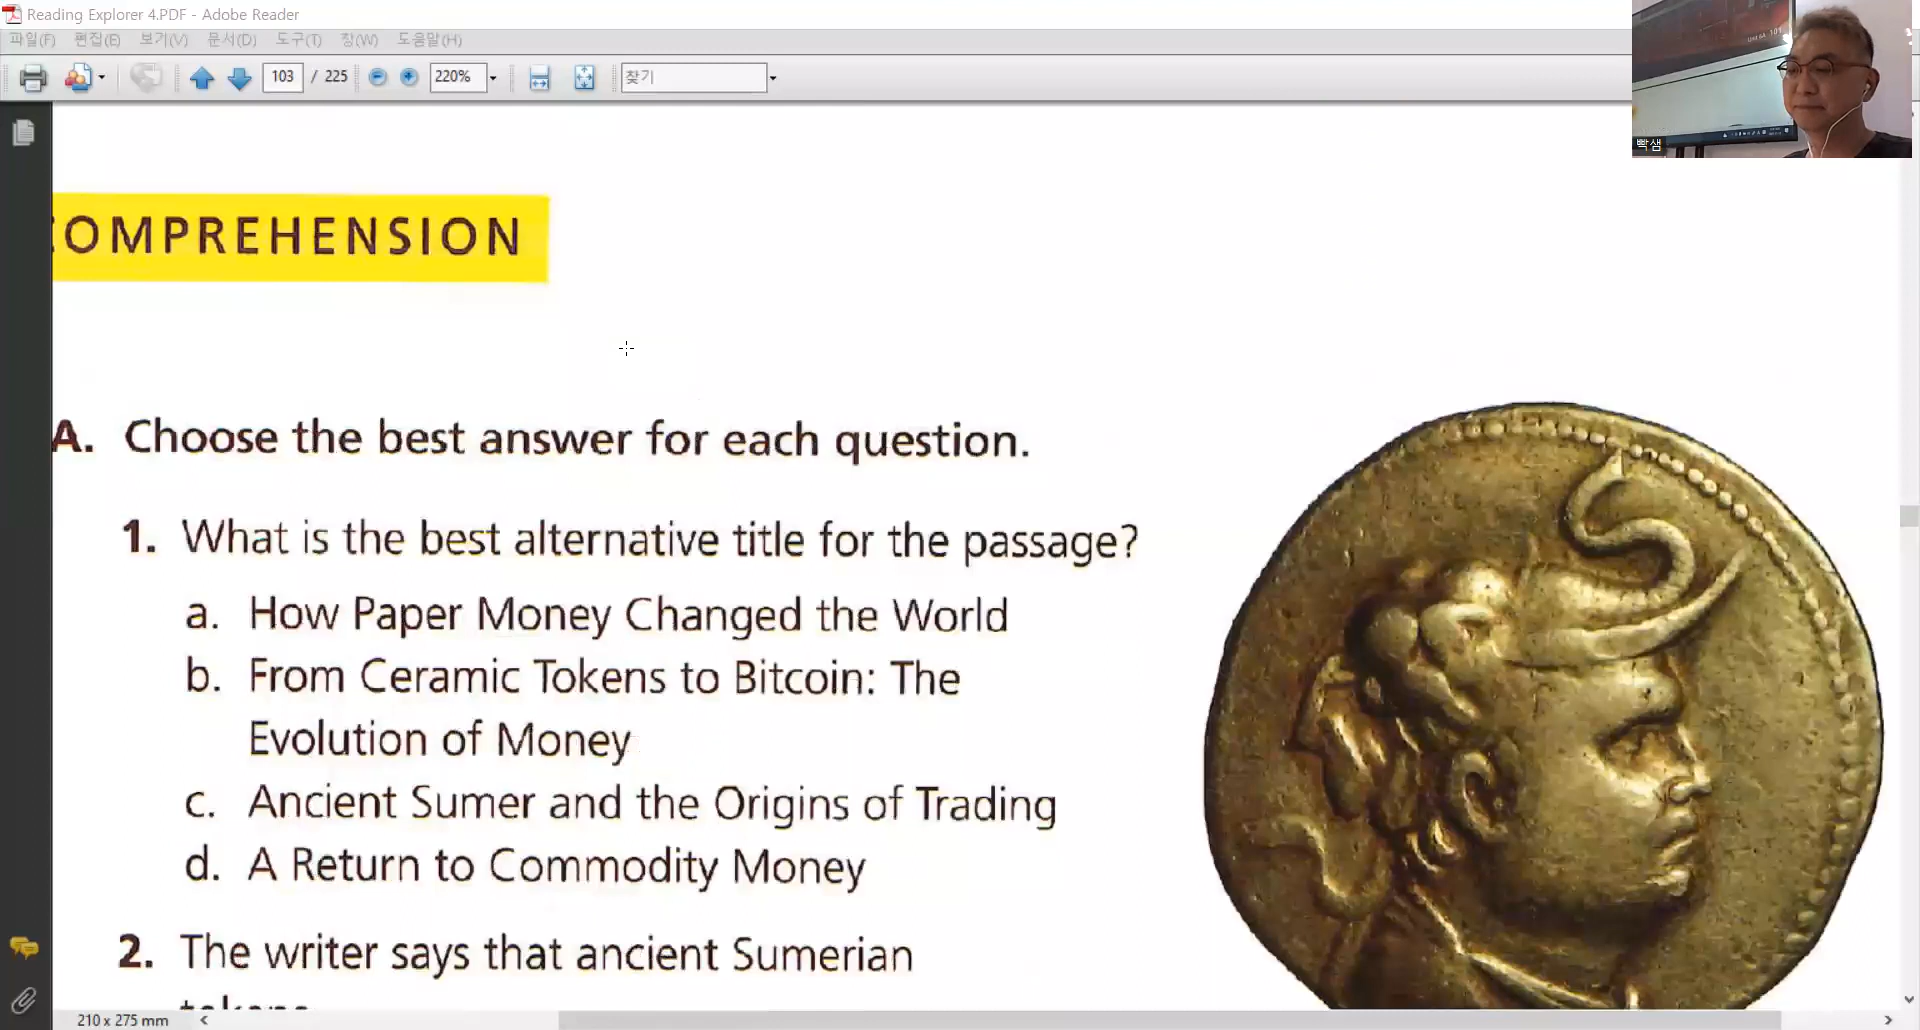 Reading Explorer 4.PDF - Adobe Reader
파일(F) 편집(E) 보기(V) 문서(D) 도구(T) 창(W) 도움말(H)
103 / 225 220% 찾기
빡샘
COMPREHENSION
A. Choose the best answer for each question.
1. What is the best alternative title for the passage?
a. How Paper Money Changed the World
b. From Ceramic Tokens to Bitcoin: The
Evolution of Money
c. Ancient Sumer and the Origins of Trading
d. A Return to Commodity Money
2. The writer says that ancient Sumerian
tokens
210 x 275 mm